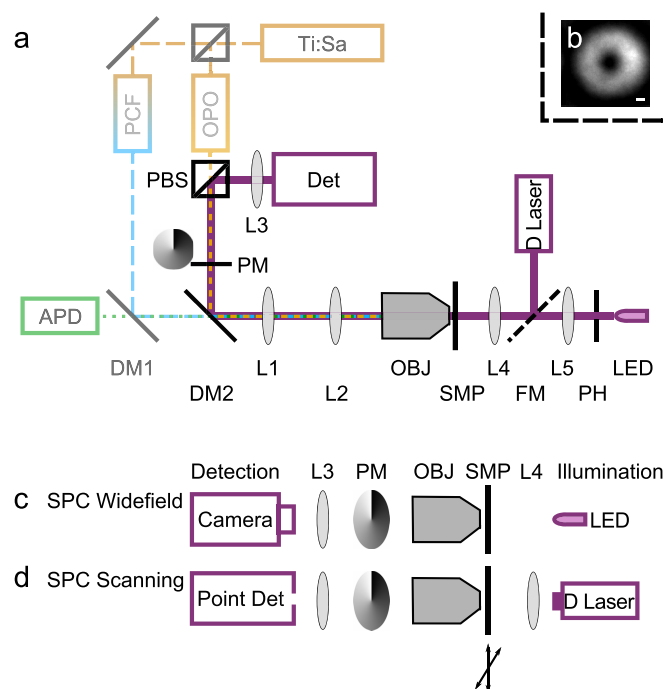 a
Ti:Sa
b
PCF
OPO
PBS
Det
D Laser
L3
PM
APD
DM1
DM2
L1
L2
OBJ
SMP
L4
FM
L5
PH
LED
Detection L3 PM OBJ SMP L4 Illumination
c SPC Widefield Camera LED
d SPC Scanning Point Det D Laser